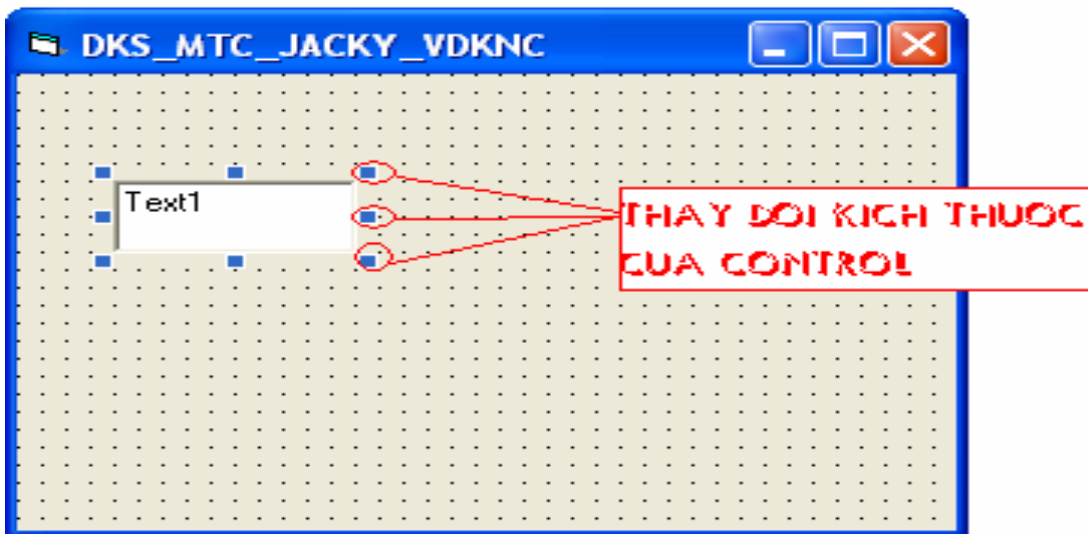 DKS_MTC_JACKY_VDKNC
Text1
THAY DOI KICH THUOC
CUA CONTROL